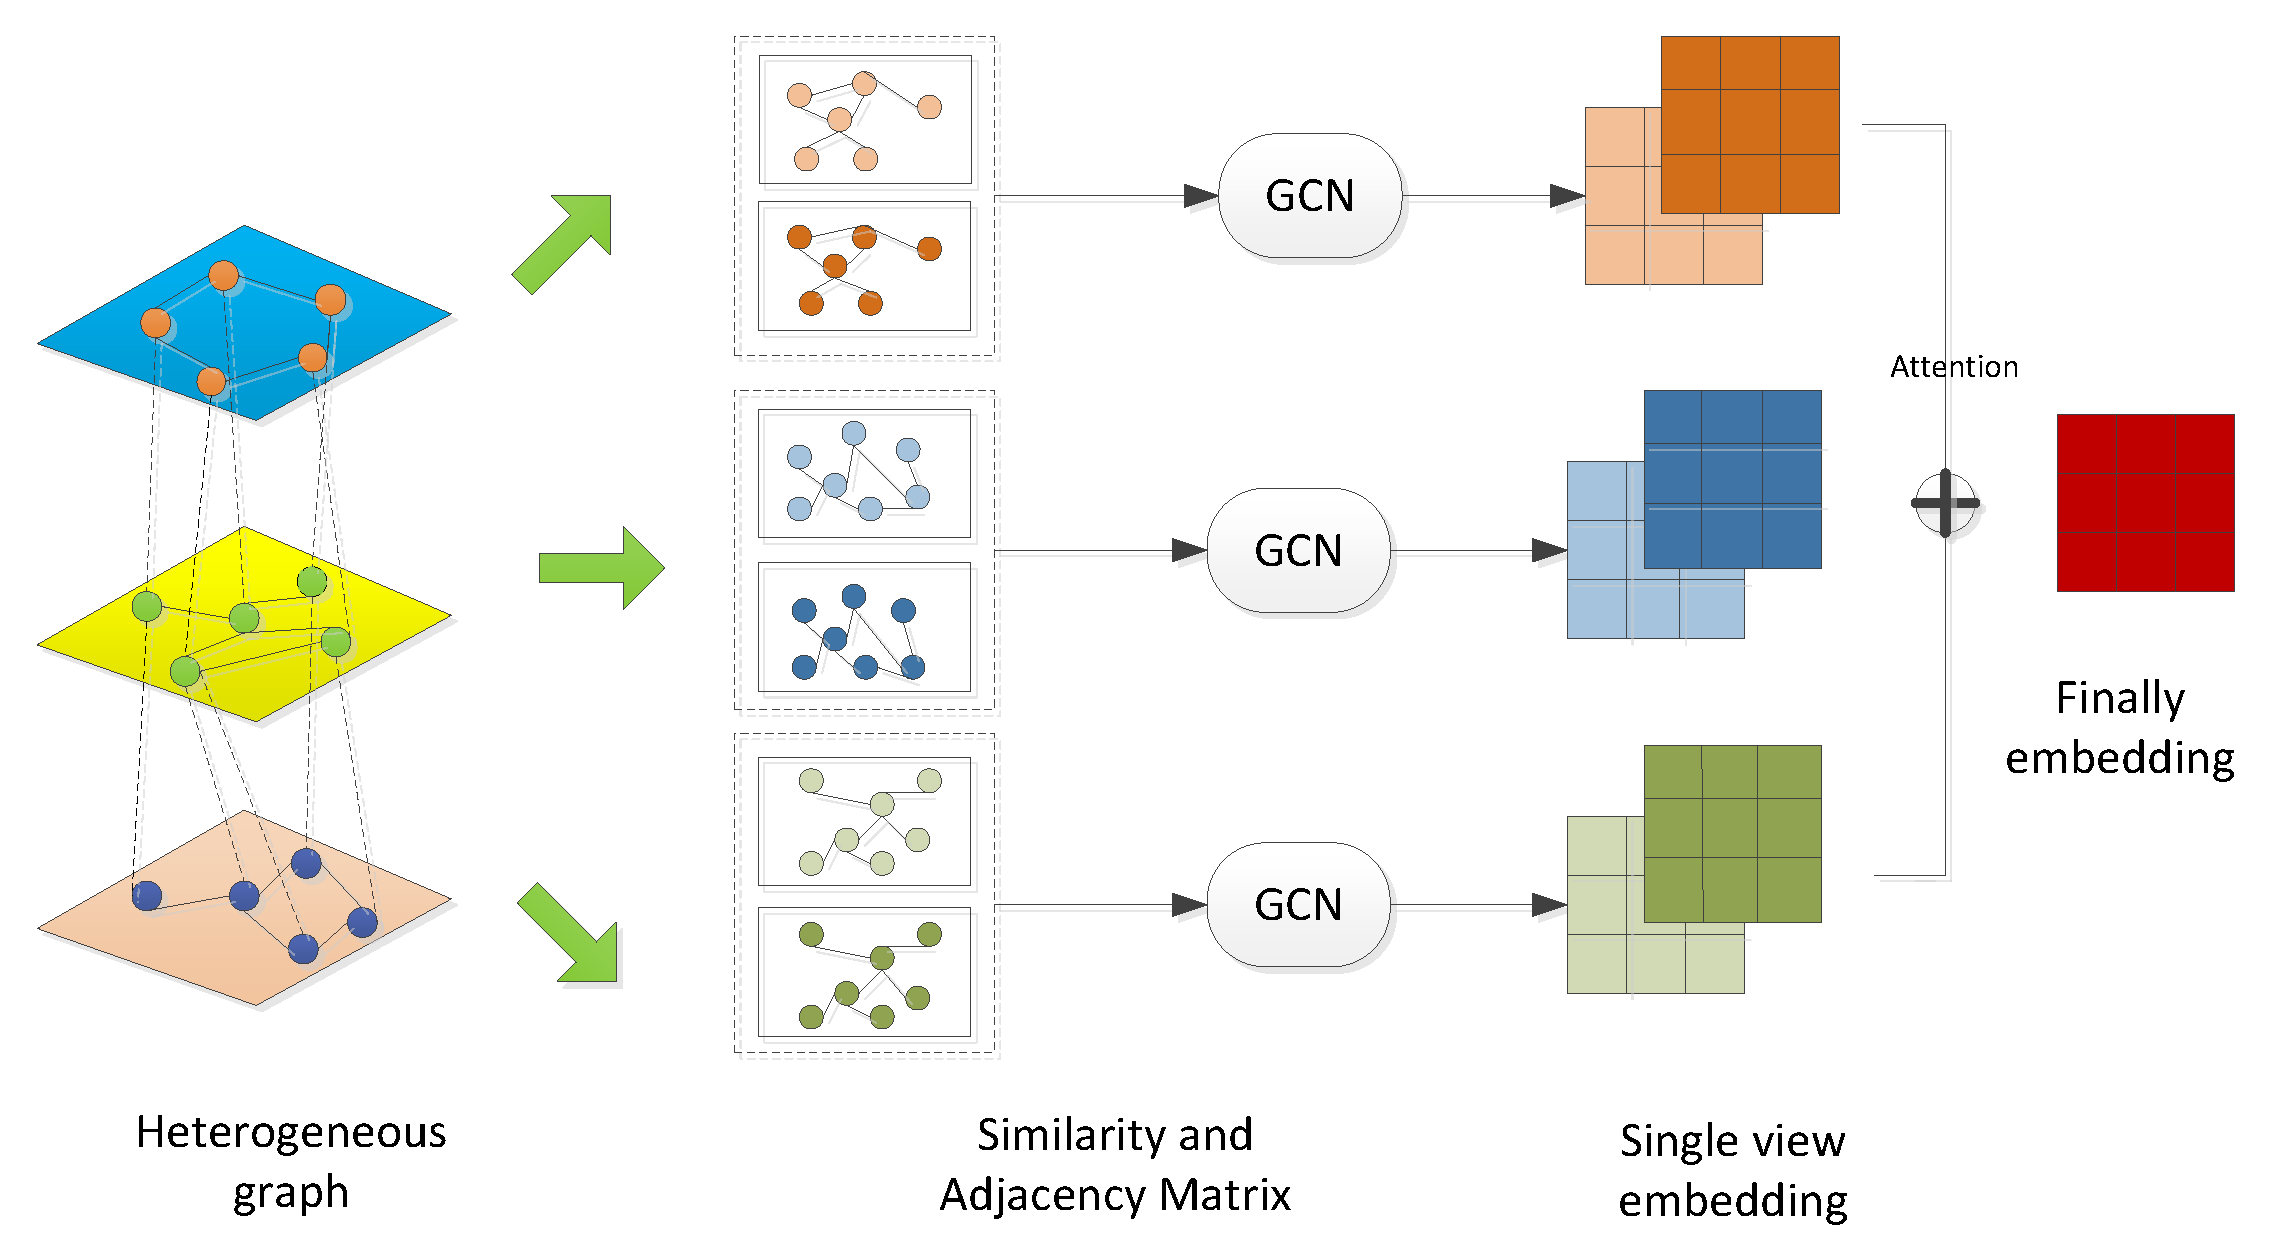 GCN
Attention
GCN
Finally
embedding
GCN
Heterogeneous
graph
Similarity and
Adjacency Matrix
Single view
embedding